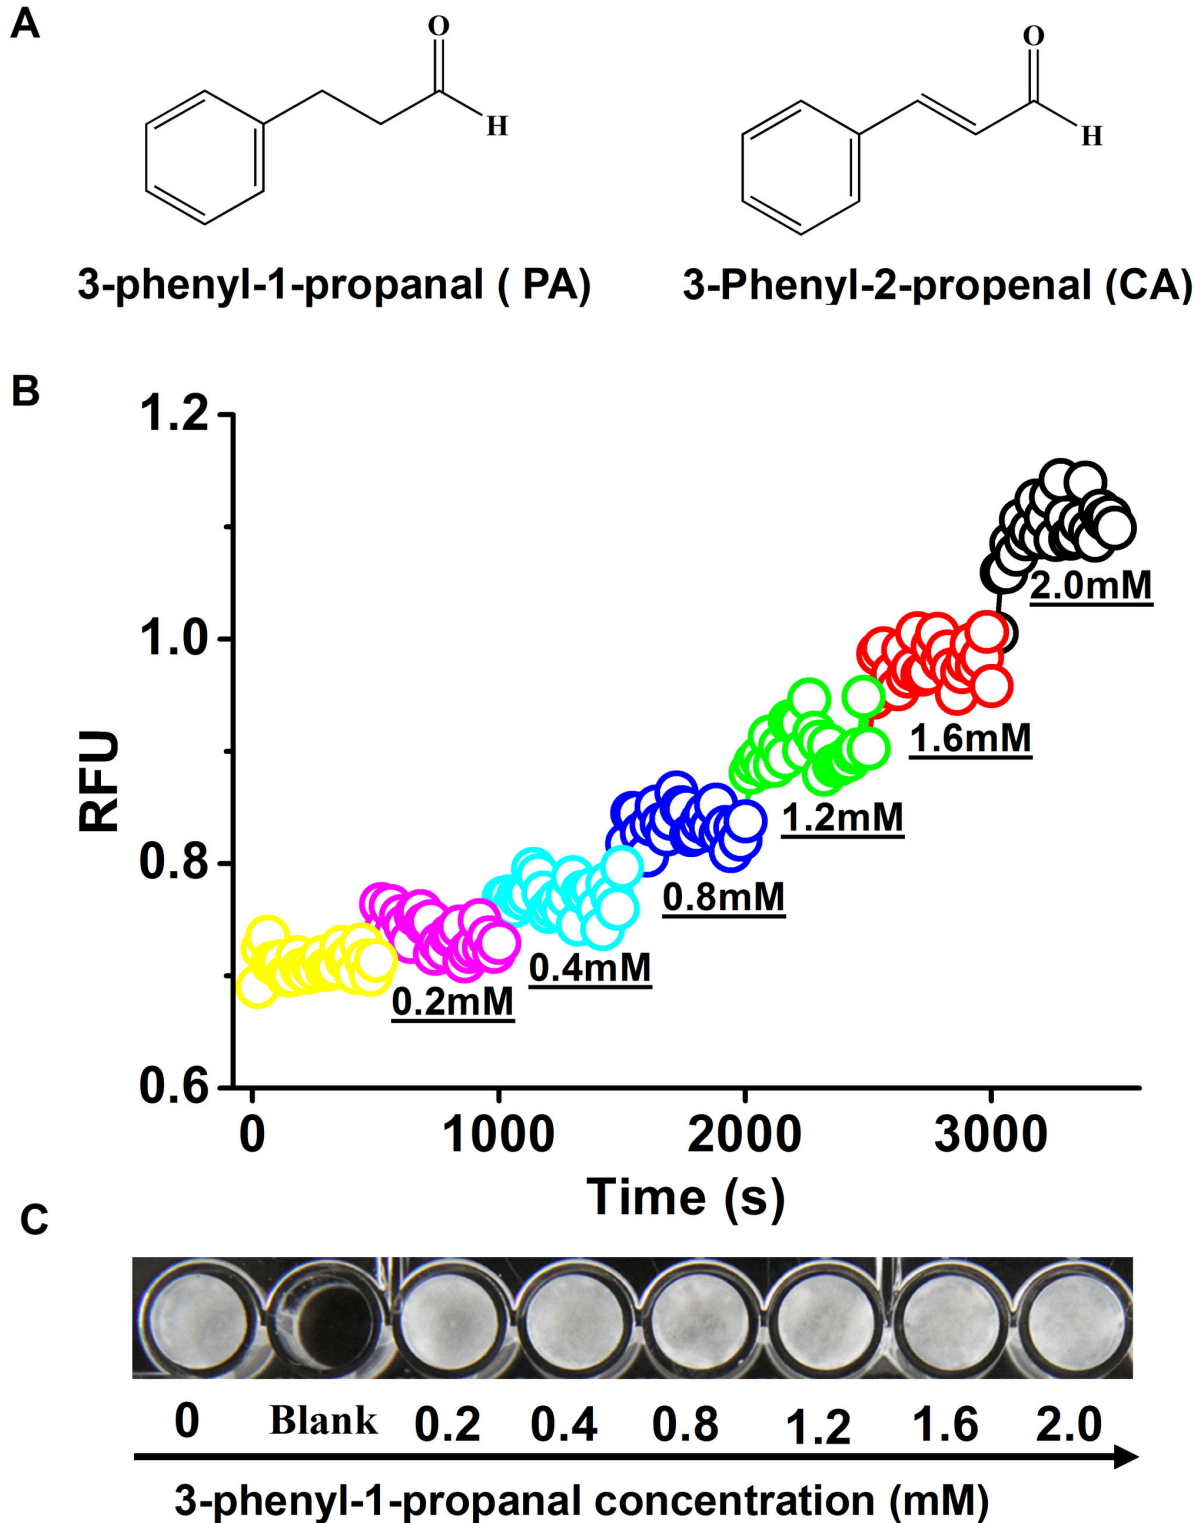 A
O
H
O
H
3-phenyl-1-propanal ( PA)
3-Phenyl-2-propenal (CA)
B
1.2
1.0
0.8
0.6
RFU
2.0mM
1.6mM
1.2mM
0.8mM
0.4mM
0.2mM
0 1000 2000 3000
Time (s)
C
0 Blank 0.2 0.4 0.8 1.2 1.6 2.0
3-phenyl-1-propanal concentration (mM)